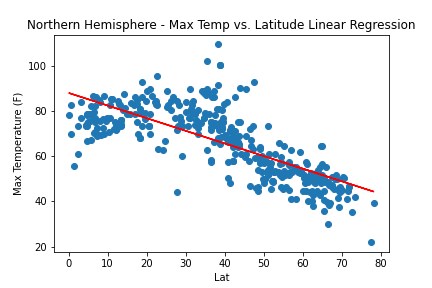 Northern Hemisphere - Max Temp vs. Latitude Linear Regression
Max Temperature (F)
100
80
60
40
20
0 10 20 30 40 50 60 70 80
Lat